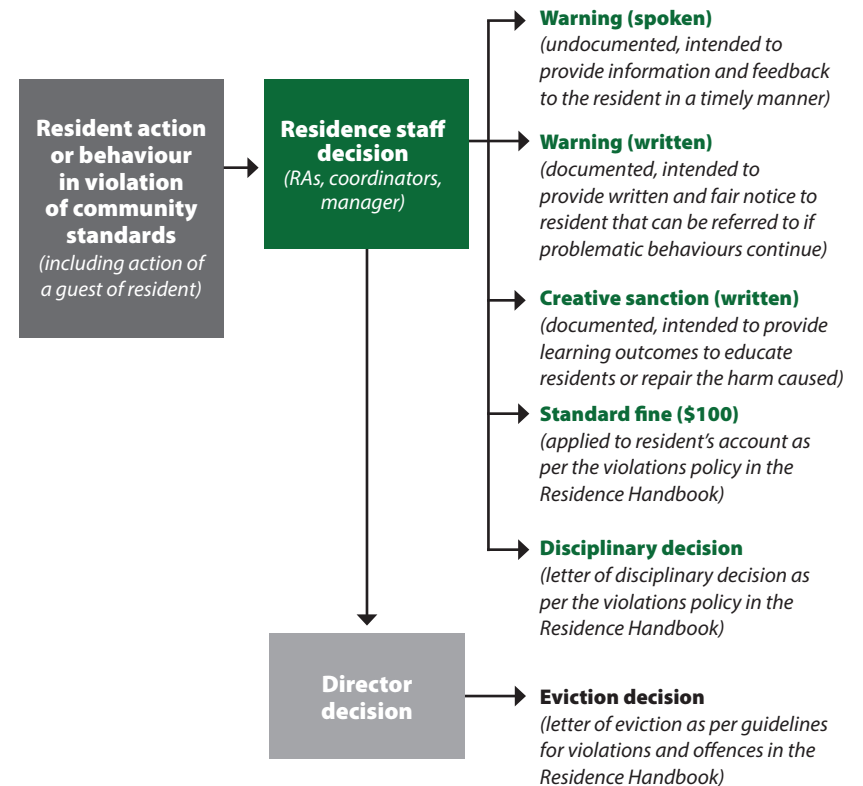 Resident action
or behaviour
in violation
of community
standards
(including action of
a guest of resident)
Residence staff
decision
(RAs, coordinators,
manager)
Warning (spoken)
(undocumented, intended to
provide information and feedback
to the resident in a timely manner)
Warning (written)
(documented, intended to
provide written and fair notice to
resident that can be referred to if
problematic behaviours continue)
Creative sanction (written)
(documented, intended to provide
learning outcomes to educate
residents or repair the harm caused)
Standard fine ($100)
(applied to resident's account as
per the violations policy in the
Residence Handbook)
Disciplinary decision
(letter of disciplinary decision as
per the violations policy in the
Residence Handbook)
Director
decision
Eviction decision
(letter of eviction as per guidelines
for violations and offences in the
Residence Handbook)